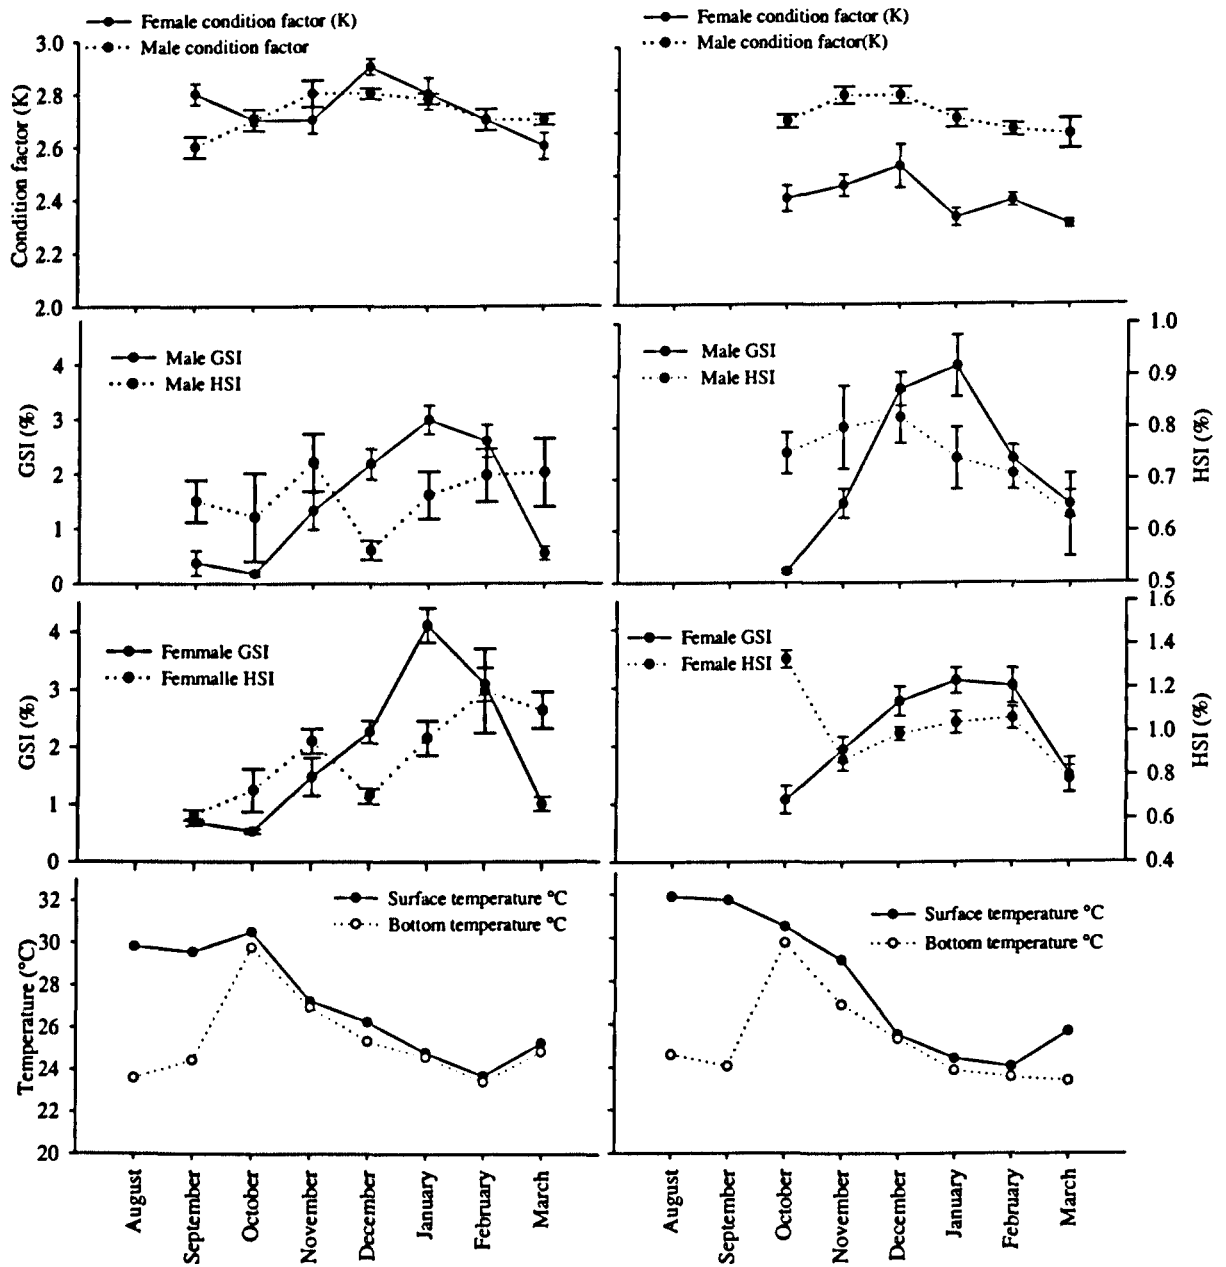 Female condition factor (K)
Male condition factor
Female condition factor (K)
Male condition factor(K)
Condition factor (K)
3.0
2.8
2.6
2.4
2.2
2.0
Male GSI
Male HSI
GSI (%)
4
3
2
1
0
Male GSI
Male HSI
1.0
0.9
0.8
0.7
0.6
0.5
HSI (%)
Femmale GSI
Femmalle HSI
GSI (%)
4
3
2
1
0
Female GSI
Female HSI
1.6
1.4
1.2
1.0
0.8
0.6
0.4
HSI (%)
Surface temperature °C
Bottom temperature °C
Temperature (°C)
32
30
28
26
24
22
20
Surface temperature °C
Bottom temperature °C
August
September
October
November
December
January
February
March
August
September
October
November
December
January
February
March